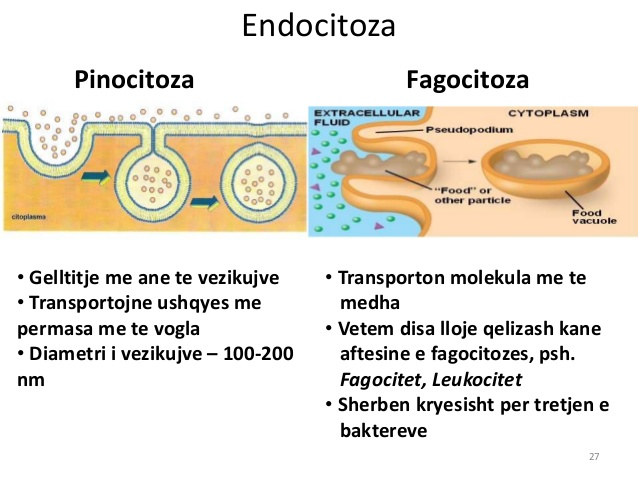 Endocitoza
Pinocitoza
citoplasma
• Gelltitje me ane te vezikujve
• Transportojne ushqyes me
permasa me te vogla
• Diametri i vezikujve – 100-200
nm
Fagocitoza
EXTRACELLULAR
FLUID
CYTOPLASM
Pseudopodium
"Food" or
other particle
Food
vacuole
• Transporton molekula me te
medha
• Vetem disa lloje qelizash kane
aftesine e fagocitozes, psh.
Fagocitet, Leukocitet
• Sherben kryesisht per tretjen e
baktereve
27